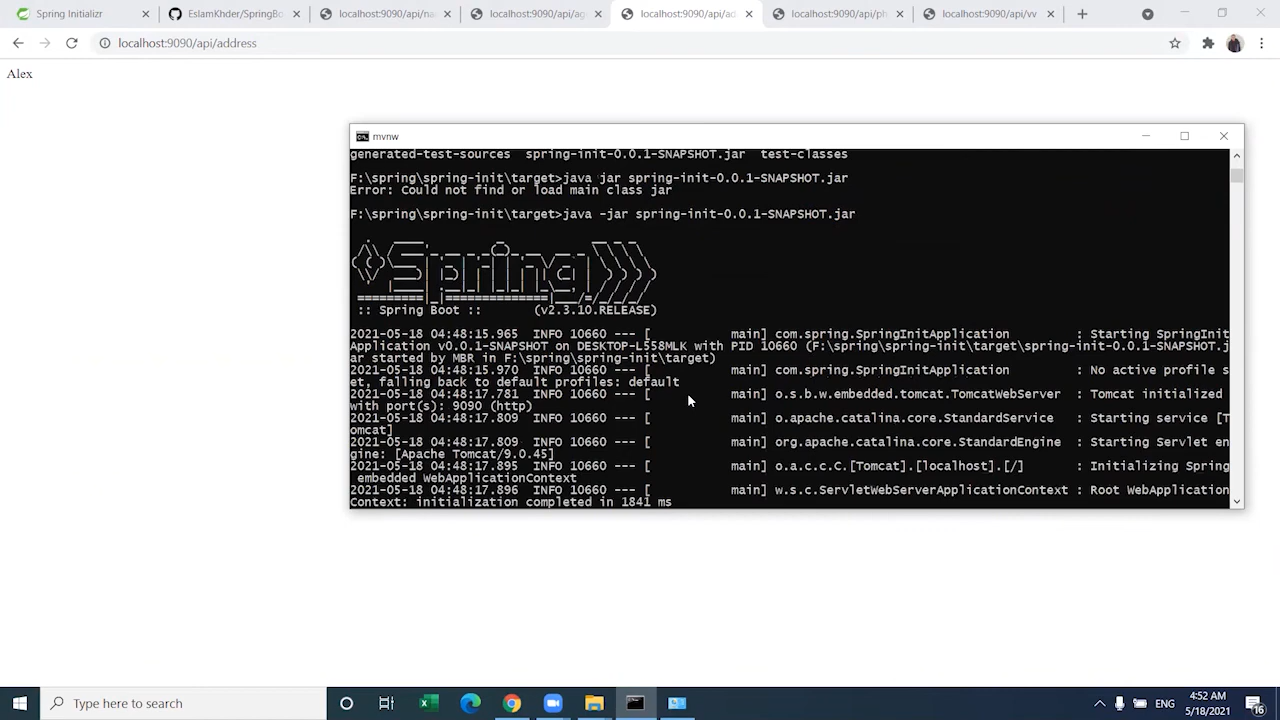 Spring Initializr
EslamKhder/SpringBo
localhost:9090/api/na
localhost:9090/api/ag
localhost:9090/api/ad
localhost:9090/api/ph
localhost:9090/api/vv
localhost:9090/api/address
Alex
mvnw
generated-test-sources  spring-init-0.0.1-SNAPSHOT.jar  test-classes
F:\spring\spring-init\target>java jar spring-init-0.0.1-SNAPSHOT.jar
Error: Could not find or load main class jar
F:\spring\spring-init\target>java -jar spring-init-0.0.1-SNAPSHOT.jar
Spring
:: Spring Boot ::        (v2.3.10.RELEASE)
2021-05-18 04:48:15.965  INFO 10660 --- [           main] com.spring.SpringInitApplication         : Starting SpringInit
Application v0.0.1-SNAPSHOT on DESKTOP-L558MLK with PID 10660 (F:\spring\spring-init\target\spring-init-0.0.1-SNAPSHOT.j
ar started by MBR in F:\spring\spring-init\target)
2021-05-18 04:48:15.970  INFO 10660 --- [           main] com.spring.SpringInitApplication         : No active profile s
et, falling back to default profiles: default
2021-05-18 04:48:17.781  INFO 10660 --- [           main] o.s.b.w.embedded.tomcat.TomcatWebServer  : Tomcat initialized
with port(s): 9090 (http)
2021-05-18 04:48:17.809  INFO 10660 --- [           main] o.apache.catalina.core.StandardService   : Starting service [T
omcat]
2021-05-18 04:48:17.809  INFO 10660 --- [           main] org.apache.catalina.core.StandardEngine  : Starting Servlet en
gine: [Apache Tomcat/9.0.45]
2021-05-18 04:48:17.895  INFO 10660 --- [           main] o.a.c.c.C.[Tomcat].[localhost].[/]       : Initializing Spring
embedded WebApplicationContext
2021-05-18 04:48:17.896  INFO 10660 --- [           main] w.s.c.ServletWebServerApplicationContext : Root WebApplication
Context: initialization completed in 1841 ms
Type here to search
ENG
4:52 AM
5/18/2021
16